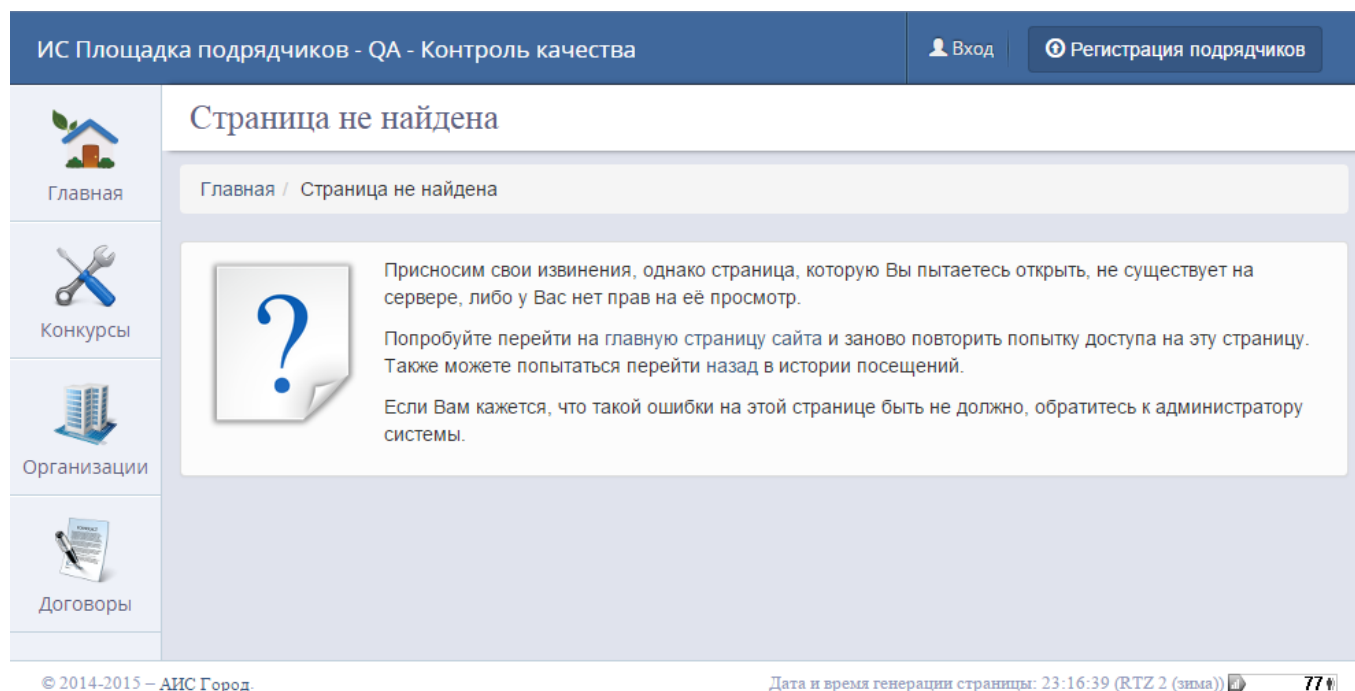 ИС Площадка подрядчиков - QA - Контроль качества
Вход
Регистрация подрядчиков
Главная
Конкурсы
Организации
Договоры
Страница не найдена
Главная / Страница не найдена
?
Присносим свои извинения, однако страница, которую Вы пытаетесь открыть, не существует на
сервере, либо у Вас нет прав на её просмотр.
Попробуйте перейти на главную страницу сайта и заново повторить попытку доступа на эту страницу.
Также можете попытаться перейти назад в истории посещений.
Если Вам кажется, что такой ошибки на этой странице быть не должно, обратитесь к администратору
системы.
© 2014-2015 – АИС Город.
Дата и время генерации страницы: 23:16:39 (RTZ 2 (зима))
77